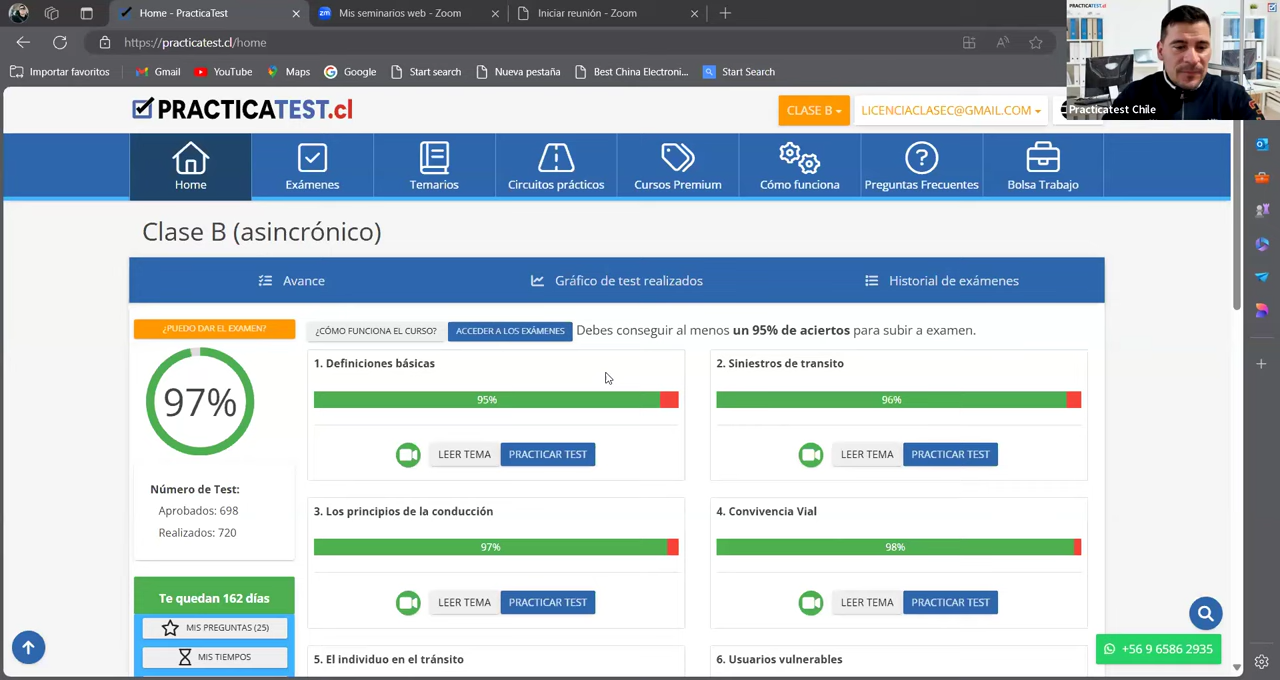 Home - PracticaTest
Mis seminarios web - Zoom
Iniciar reunión - Zoom
https://practicatest.cl/home
Importar favoritos
Gmail
YouTube
Maps
Google
Start search
Nueva pestaña
Best China Electroni...
Start Search
PRACTICATEST.cl
Practicatest Chile
PRACTICATEST.cl
CLASE B
LICENCIACLASEC@GMAIL.COM
Home
Exámenes
Temarios
Circuitos prácticos
Cursos Premium
Cómo funciona
Preguntas Frecuentes
Bolsa Trabajo
Clase B (asincrónico)
Avance
Gráfico de test realizados
Historial de exámenes
¿PUEDO DAR EL EXAMEN?
97%
Número de Test:
Aprobados: 698
Realizados: 720
Te quedan 162 días
MIS PREGUNTAS (25)
MIS TIEMPOS
¿CÓMO FUNCIONA EL CURSO?
ACCEDER A LOS EXÁMENES
Debes conseguir al menos un 95% de aciertos para subir a examen.
1. Definiciones básicas
95%
LEER TEMA
PRACTICAR TEST
2. Siniestros de transito
96%
LEER TEMA
PRACTICAR TEST
3. Los principios de la conducción
97%
LEER TEMA
PRACTICAR TEST
4. Convivencia Vial
98%
LEER TEMA
PRACTICAR TEST
5. El individuo en el tránsito
6. Usuarios vulnerables
+56 9 6586 2935